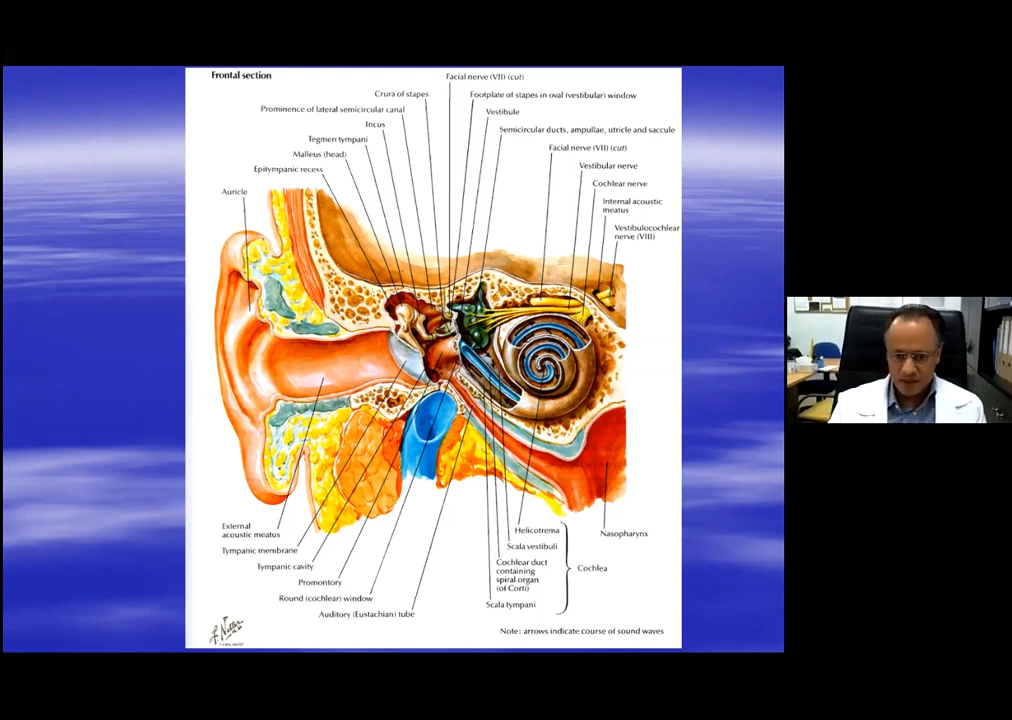 Frontal section
Facial nerve (VII) (cut)
Crura of stapes
Footplate of stapes in oval (vestibular) window
Prominence of lateral semicircular canal
Vestibule
Incus
Semicircular ducts, ampullae, utricle and saccule
Tegmen tympani
Facial nerve (VII) (cut)
Malleus (head)
Vestibular nerve
Epitympanic recess
Cochlear nerve
Auricle
Internal acoustic
meatus
Vestibulocochlear
nerve (VIII)
External
acoustic meatus
Tympanic membrane
Tympanic cavity
Promontory
Round (cochlear) window
Auditory (Eustachian) tube
Helicotrema
Scala vestibuli
Cochlear duct
containing
spiral organ
(of Corti)
Scala tympani
Cochlea
Nasopharynx
Note: arrows indicate course of sound waves